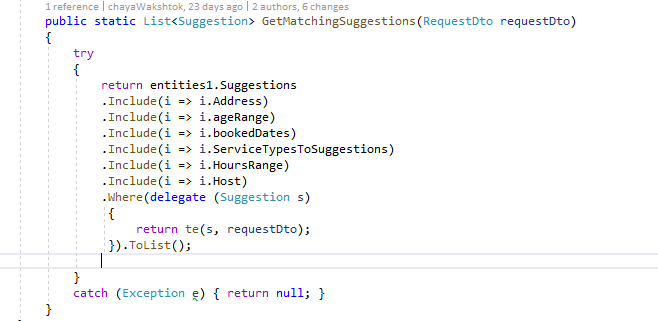 1 reference | chayaWakshtok, 23 days ago | 2 authors, 6 changes
public static List<Suggestion> GetMatchingSuggestions(RequestDto requestDto)
{
try
{
return entities1.Suggestions
.Include(i => i.Address)
.Include(i => i.ageRange)
.Include(i => i.bookedDates)
.Include(i => i.ServiceTypesToSuggestions)
.Include(i => i.HoursRange)
.Include(i => i.Host)
.Where(delegate (Suggestion s)
{
return te(s, requestDto);
}).ToList();
}
catch (Exception e) { return null; }
}